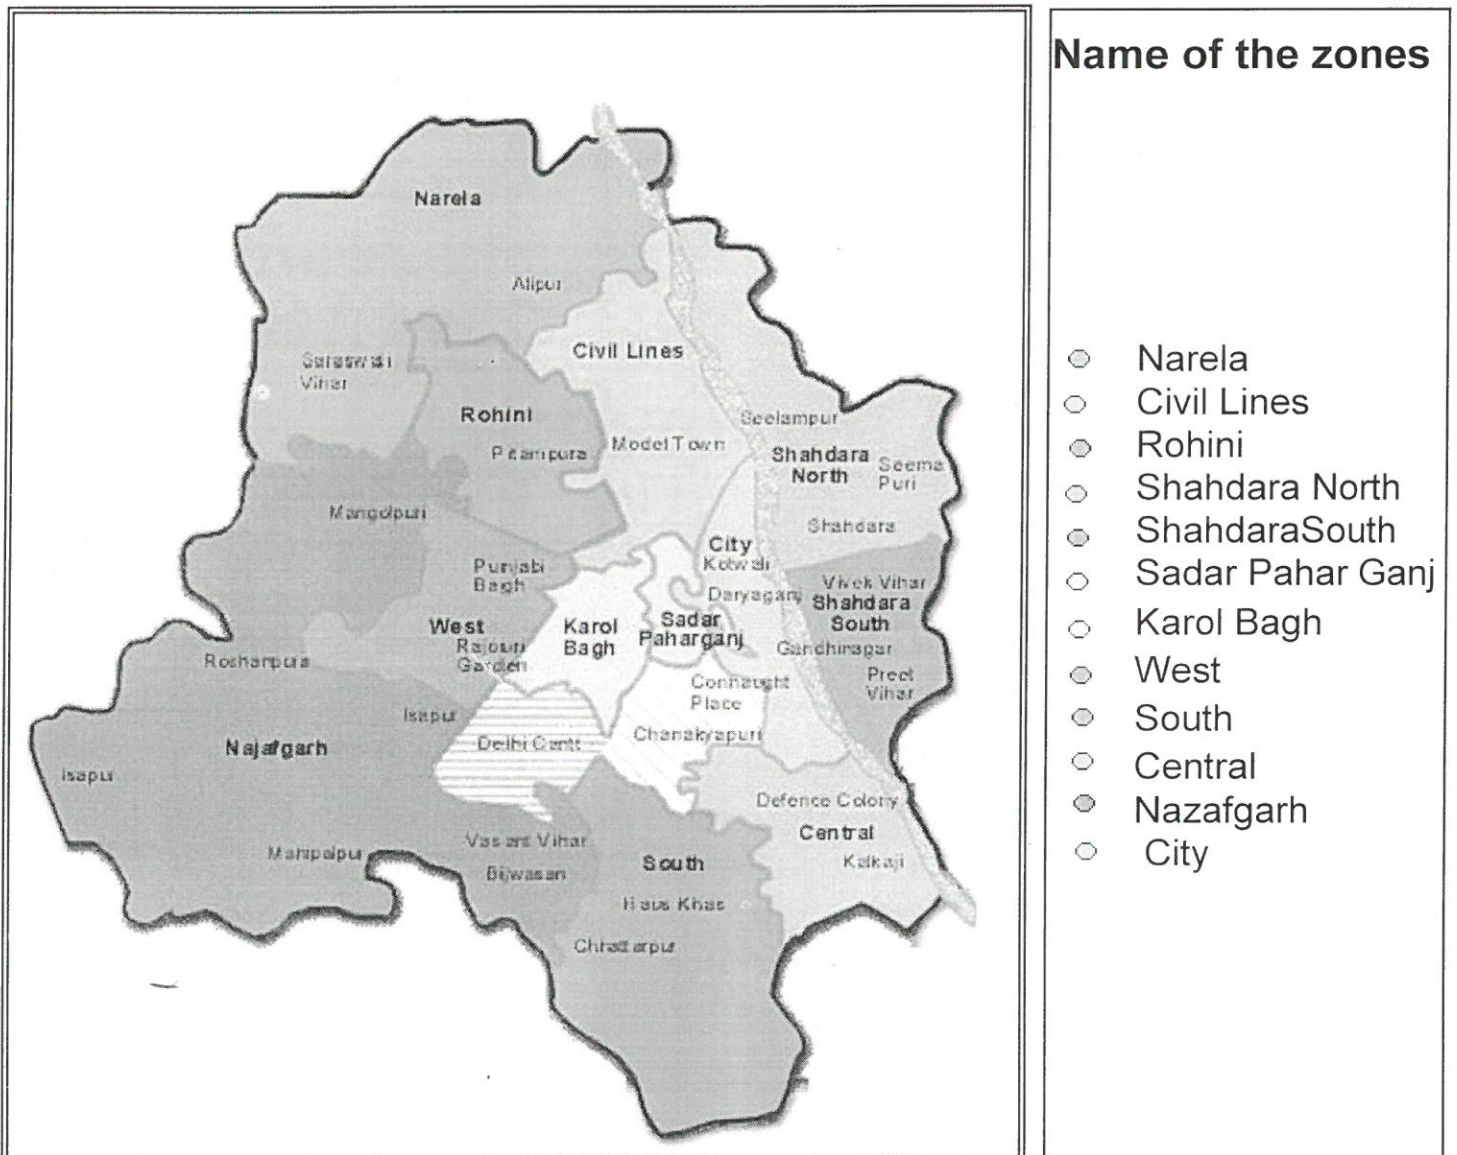 Name of the zones
Narela
Alipur
Saraswati
Vihar
Civil Lines
Rohini
Pitampura
Model Town
Seelampur
Shahdara
North
Seema
Puri
Shahdara
Mangolpuri
City
Kotwali
Punjabi
Bagh
Daryaganj
Vivek Vihar
Shahdara
South
West
Rajouri
Garden
Karol
Bagh
Sadar
Paharganj
Gandhinagar
Roshanpura
Preet
Vihar
Connaught
Place
Isapur
Chanakyapuri
Najafgarh
Delhi Cantt
Isapur
Defence Colony
Central
Kalkaji
Vasant Vihar
Mahipalpur
Bijwasan
South
Haus Khas
Chhattarpur
Narela
Civil Lines
Rohini
Shahdara North
ShahdaraSouth
Sadar Pahar Ganj
Karol Bagh
West
South
Central
Nazafgarh
City